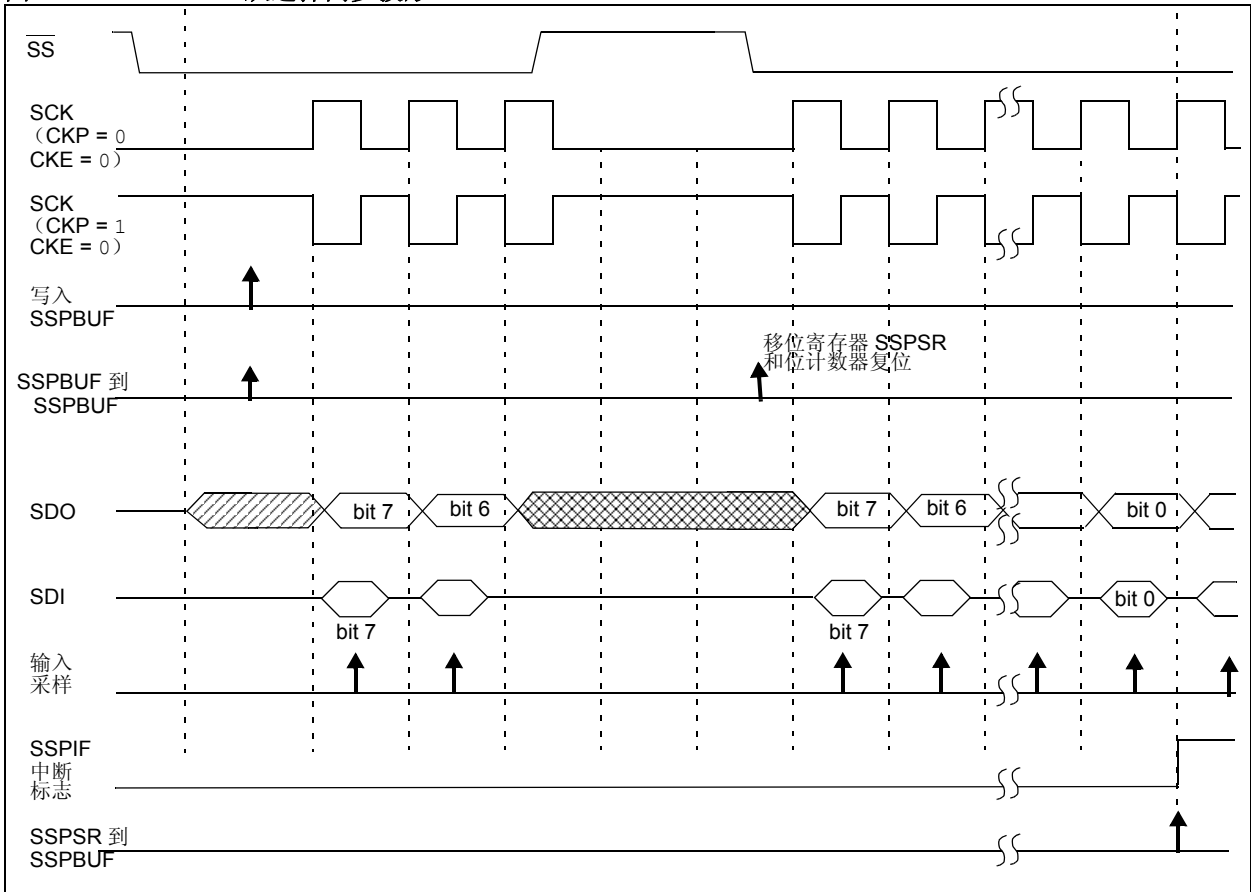 SS
SCK
（CKP = 0
CKE = 0）
SCK
（CKP = 1
CKE = 0）
写入
SSPBUF
移位寄存器 SSPSR
和位计数器复位
SSPBUF 到
SSPBUF
SDO
bit 7
bit 6
bit 7
bit 6
bit 0
SDI
bit 7
bit 7
bit 0
输入
采样
SSPIF
中断
标志
SSPSR 到
SSPBUF